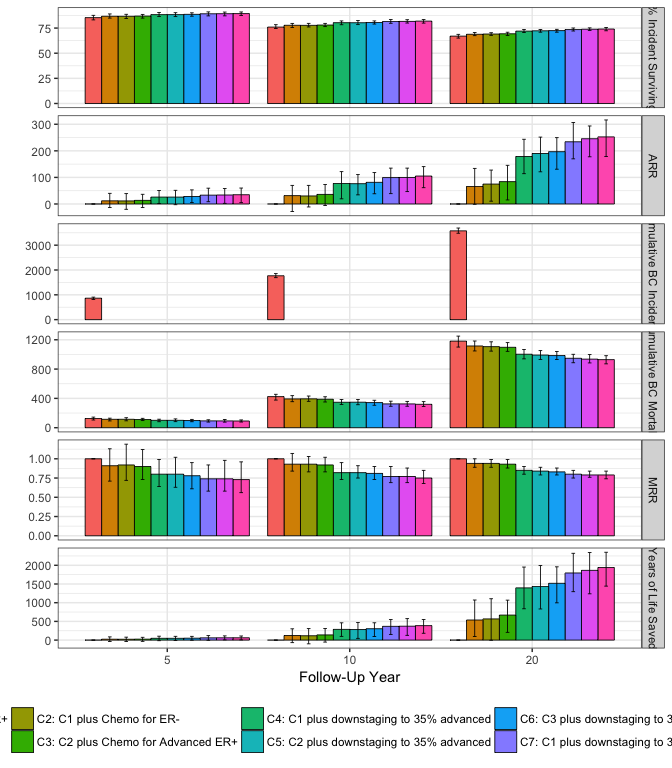 % Incident Surviving
75
50
25
0
ARR
300
200
100
0
mulative BC Inciden
3000
2000
1000
0
mulative BC Morta
1200
800
400
0
MRR
1.00
0.75
0.50
0.25
0.00
Years of Life Saved
2000
1500
1000
500
0
5 10 20
Follow-Up Year
+ C2: C1 plus Chemo for ER- C4: C1 plus downstaging to 35% advanced C6: C3 plus downstaging to 3
C3: C2 plus Chemo for Advanced ER+ C5: C2 plus downstaging to 35% advanced C7: C1 plus downstaging to 3